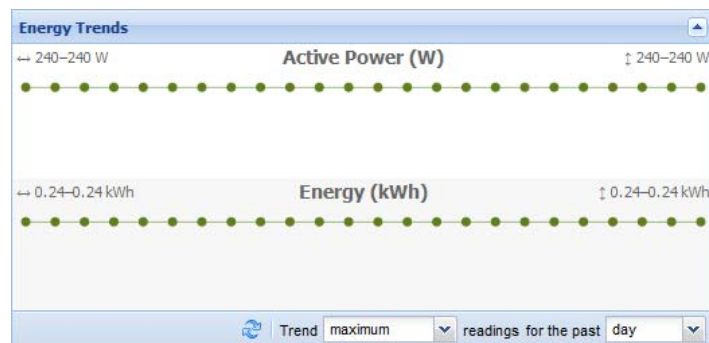 Energy Trends
↔ 240–240 W Active Power (W) ↕ 240–240 W
↔ 0.24–0.24 kWh Energy (kWh) ↕ 0.24–0.24 kWh
Trend maximum readings for the past day